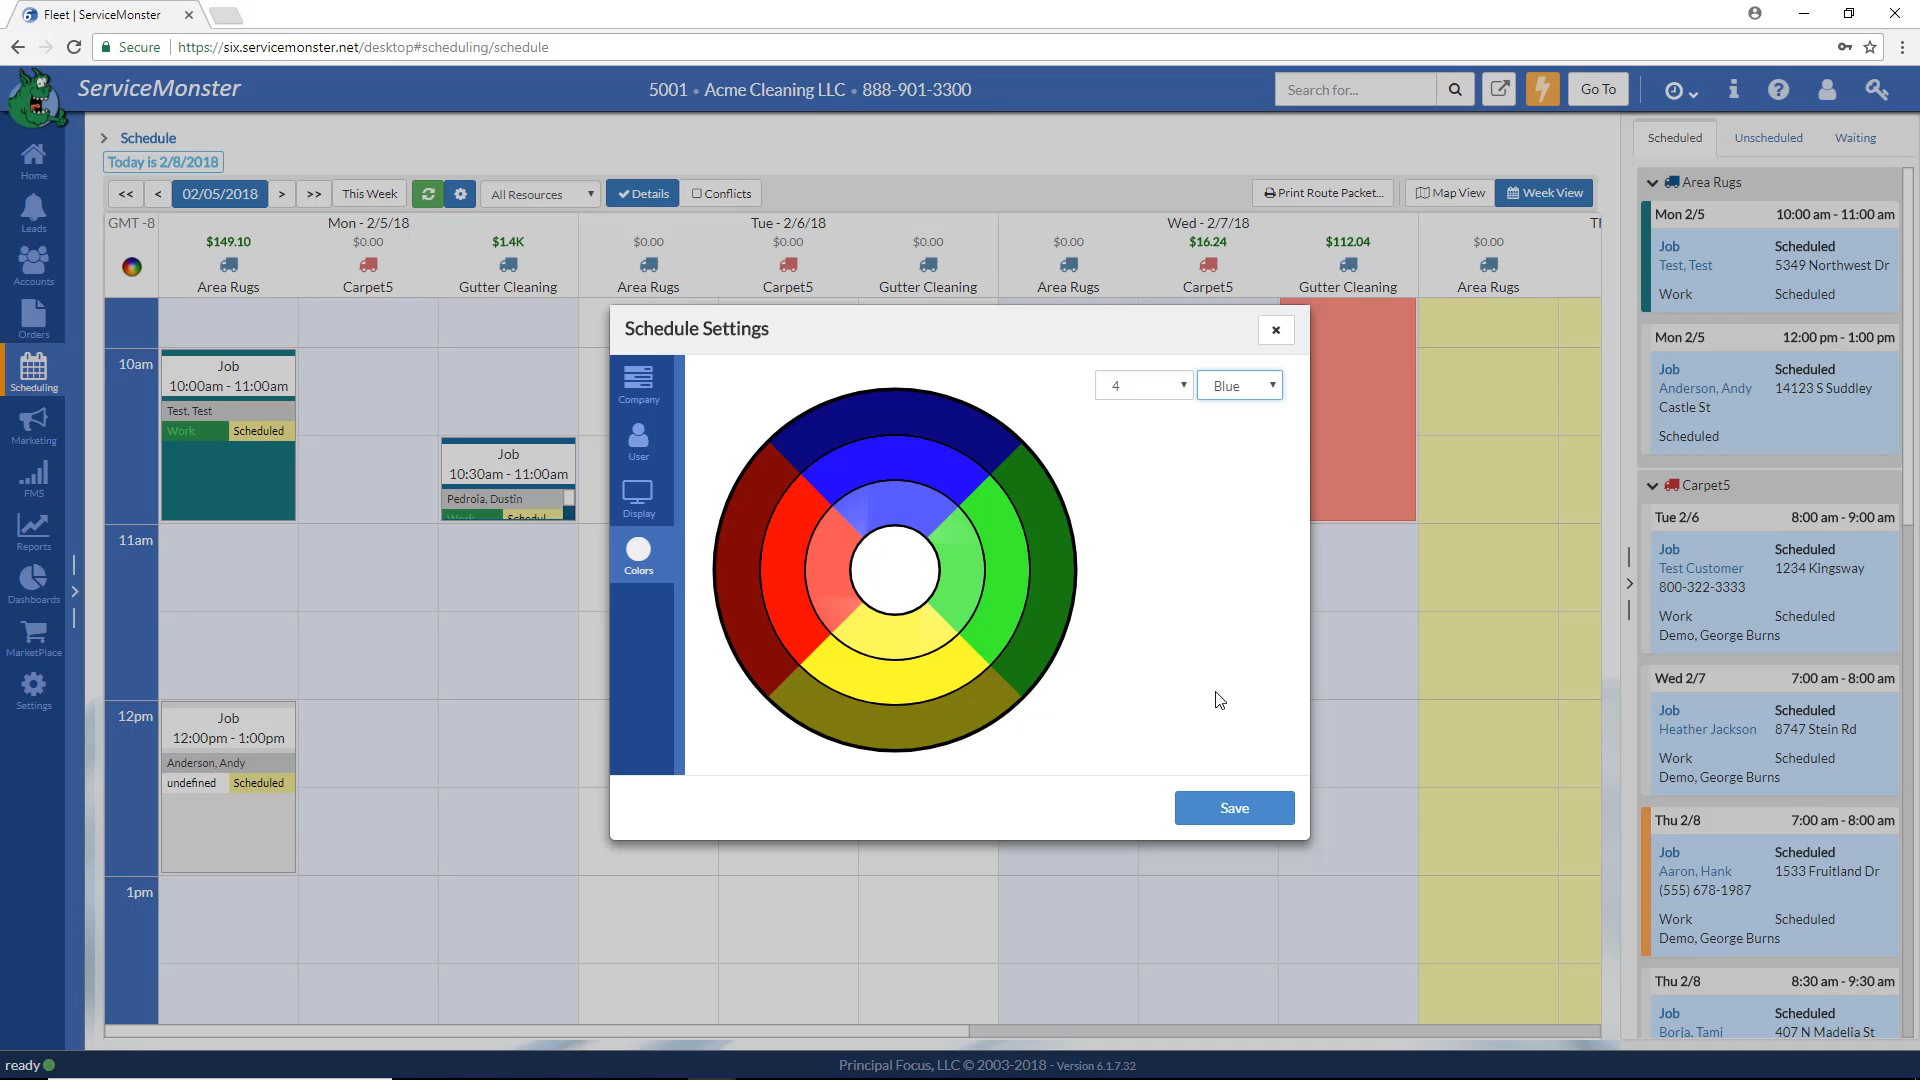 Fleet | ServiceMonster
Secure
https://six.servicemonster.net/desktop#scheduling/schedule
ServiceMonster
5001 • Acme Cleaning LLC • 888-901-3300
Search for...
Go To
Home
Leads
Accounts
Orders
Scheduling
Marketing
FMS
Reports
Dashboards
MarketPlace
Settings
Schedule
Today is 2/8/2018
<<
<
02/05/2018
>
>>
This Week
All Resources
Details
Conflicts
Print Route Packet...
Map View
Week View
GMT -8
Mon - 2/5/18
Tue - 2/6/18
Wed - 2/7/18
$149.10
$0.00
$1.4K
$0.00
$0.00
$0.00
$0.00
$16.24
$112.04
$0.00
Area Rugs
Carpet5
Gutter Cleaning
Area Rugs
Carpet5
Gutter Cleaning
Area Rugs
Carpet5
Gutter Cleaning
Area Rugs
10am
11am
12pm
1pm
Job
10:00am - 11:00am
Test, Test
Work
Scheduled
Job
10:30am - 11:00am
Pedroia, Dustin
Work
Schedul
Job
12:00pm - 1:00pm
Anderson, Andy
undefined
Scheduled
Schedule Settings
Company
User
Display
Colors
4
Blue
Save
Scheduled
Unscheduled
Waiting
Area Rugs
Mon 2/5 10:00 am - 11:00 am
Job Scheduled
Test, Test 5349 Northwest Dr
Work Scheduled
Mon 2/5 12:00 pm - 1:00 pm
Job Scheduled
Anderson, Andy 14123 S Suddley
Castle St
Scheduled
Carpet5
Tue 2/6 8:00 am - 9:00 am
Job Scheduled
Test Customer 1234 Kingsway
800-322-3333
Work Scheduled
Demo, George Burns
Wed 2/7 7:00 am - 8:00 am
Job Scheduled
Heather Jackson 8747 Stein Rd
Work Scheduled
Demo, George Burns
Thu 2/8 7:00 am - 8:00 am
Job Scheduled
Aaron, Hank 1533 Fruitland Dr
(555) 678-1987
Work Scheduled
Demo, George Burns
Thu 2/8 8:30 am - 9:30 am
Job Scheduled
Borja, Tami 407 N Madelia St
ready
Principal Focus, LLC © 2003-2018 - Version 6.1.7.32